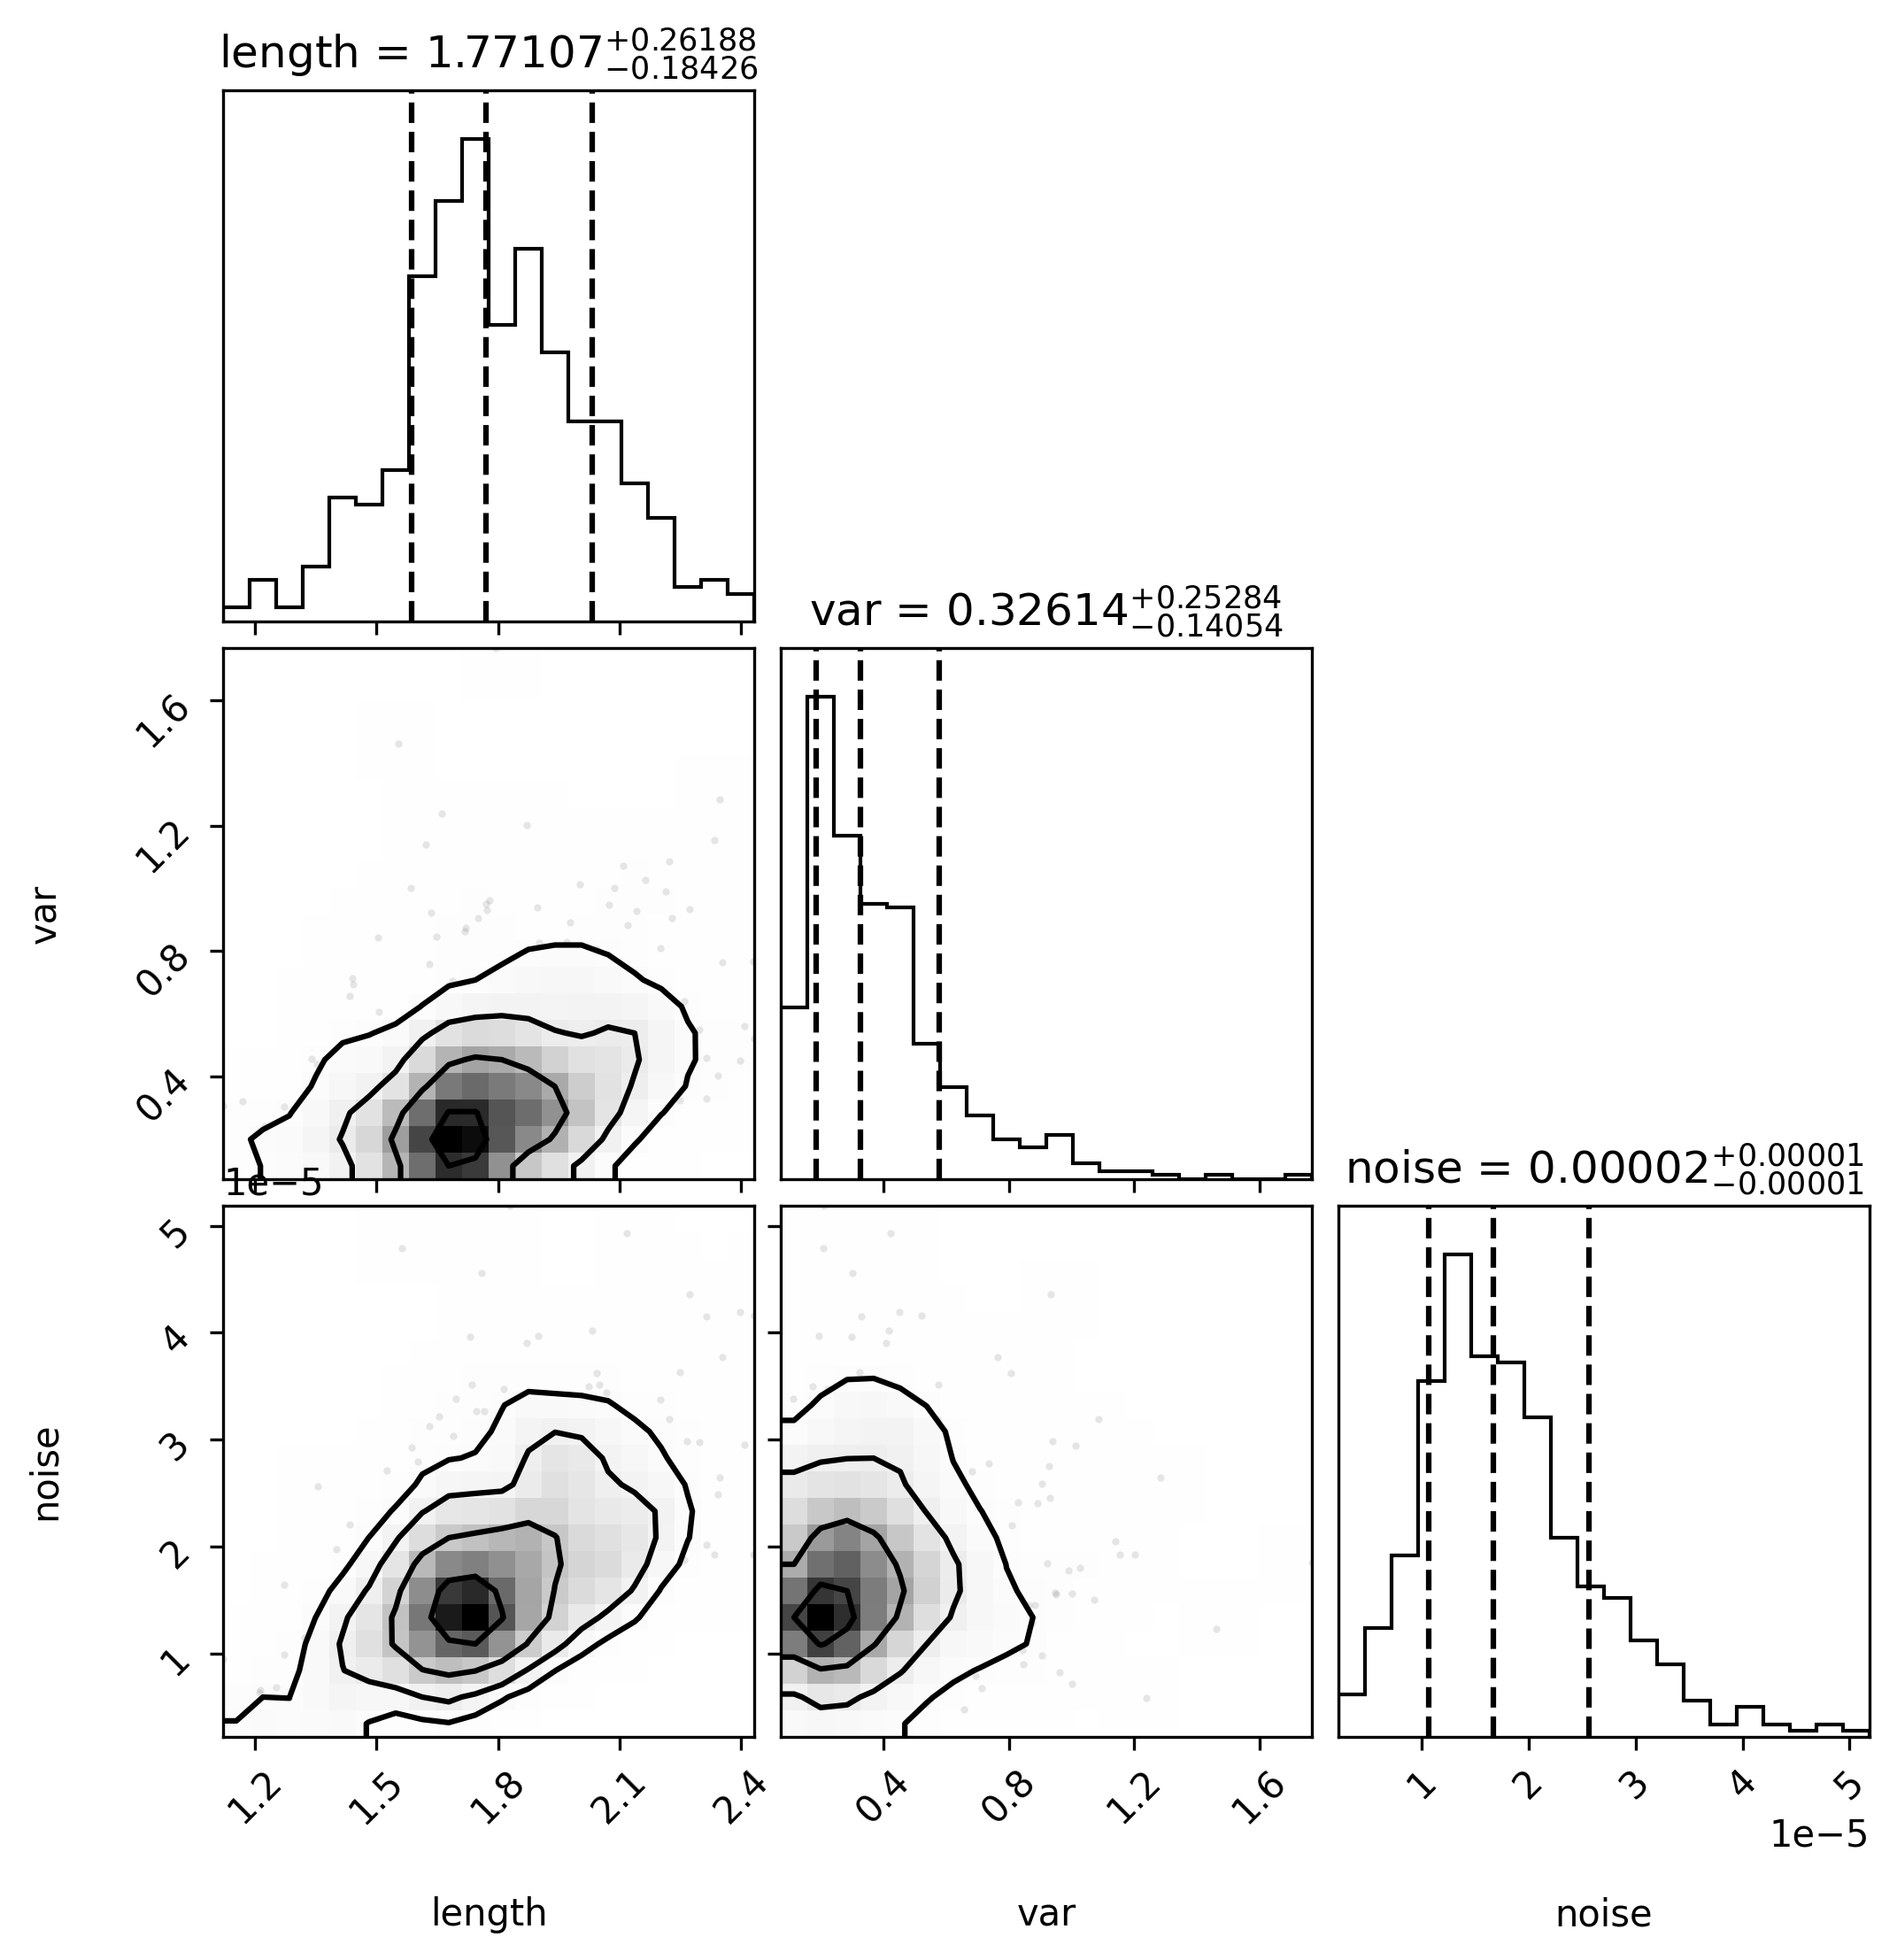 length = 1.77107+0.26188−0.18426
var = 0.32614+0.25284−0.14054
1.6
1.2
0.8
0.4
var
1e−5
noise = 0.00002+0.00001−0.00001
5
4
3
2
1
noise
1.2 1.5 1.8 2.1 2.4
0.4 0.8 1.2 1.6
1 2 3 4 5
1e−5
length
var
noise